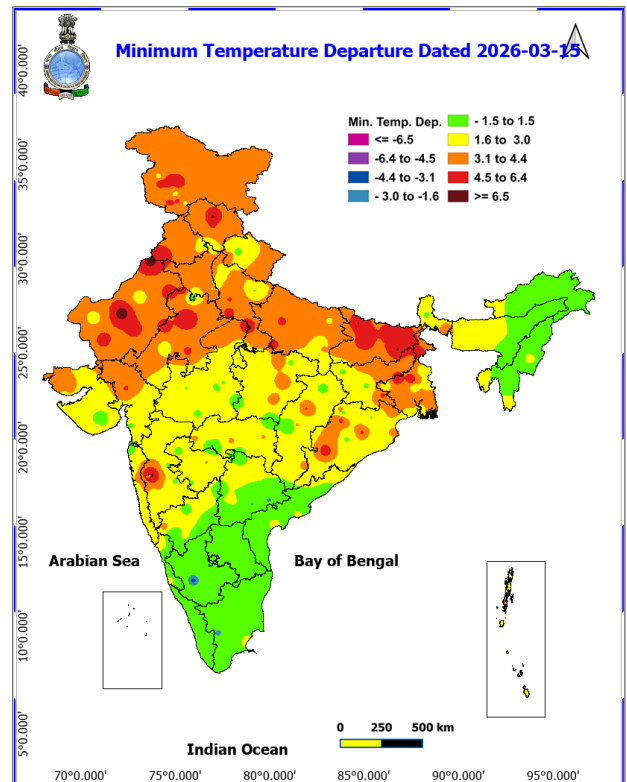 Minimum Temperature Departure Dated 2026-03-15
Min. Temp. Dep.
<= -6.5
-6.4 to -4.5
-4.4 to -3.1
- 3.0 to -1.6
- 1.5 to 1.5
1.6 to 3.0
3.1 to 4.4
4.5 to 6.4
>= 6.5
40°0.000'
35°0.000'
30°0.000'
25°0.000'
20°0.000'
15°0.000'
10°0.000'
5°0.000'
Arabian Sea
Bay of Bengal
Indian Ocean
0 250 500 km
70°0.000' 75°0.000' 80°0.000' 85°0.000' 90°0.000' 95°0.000'